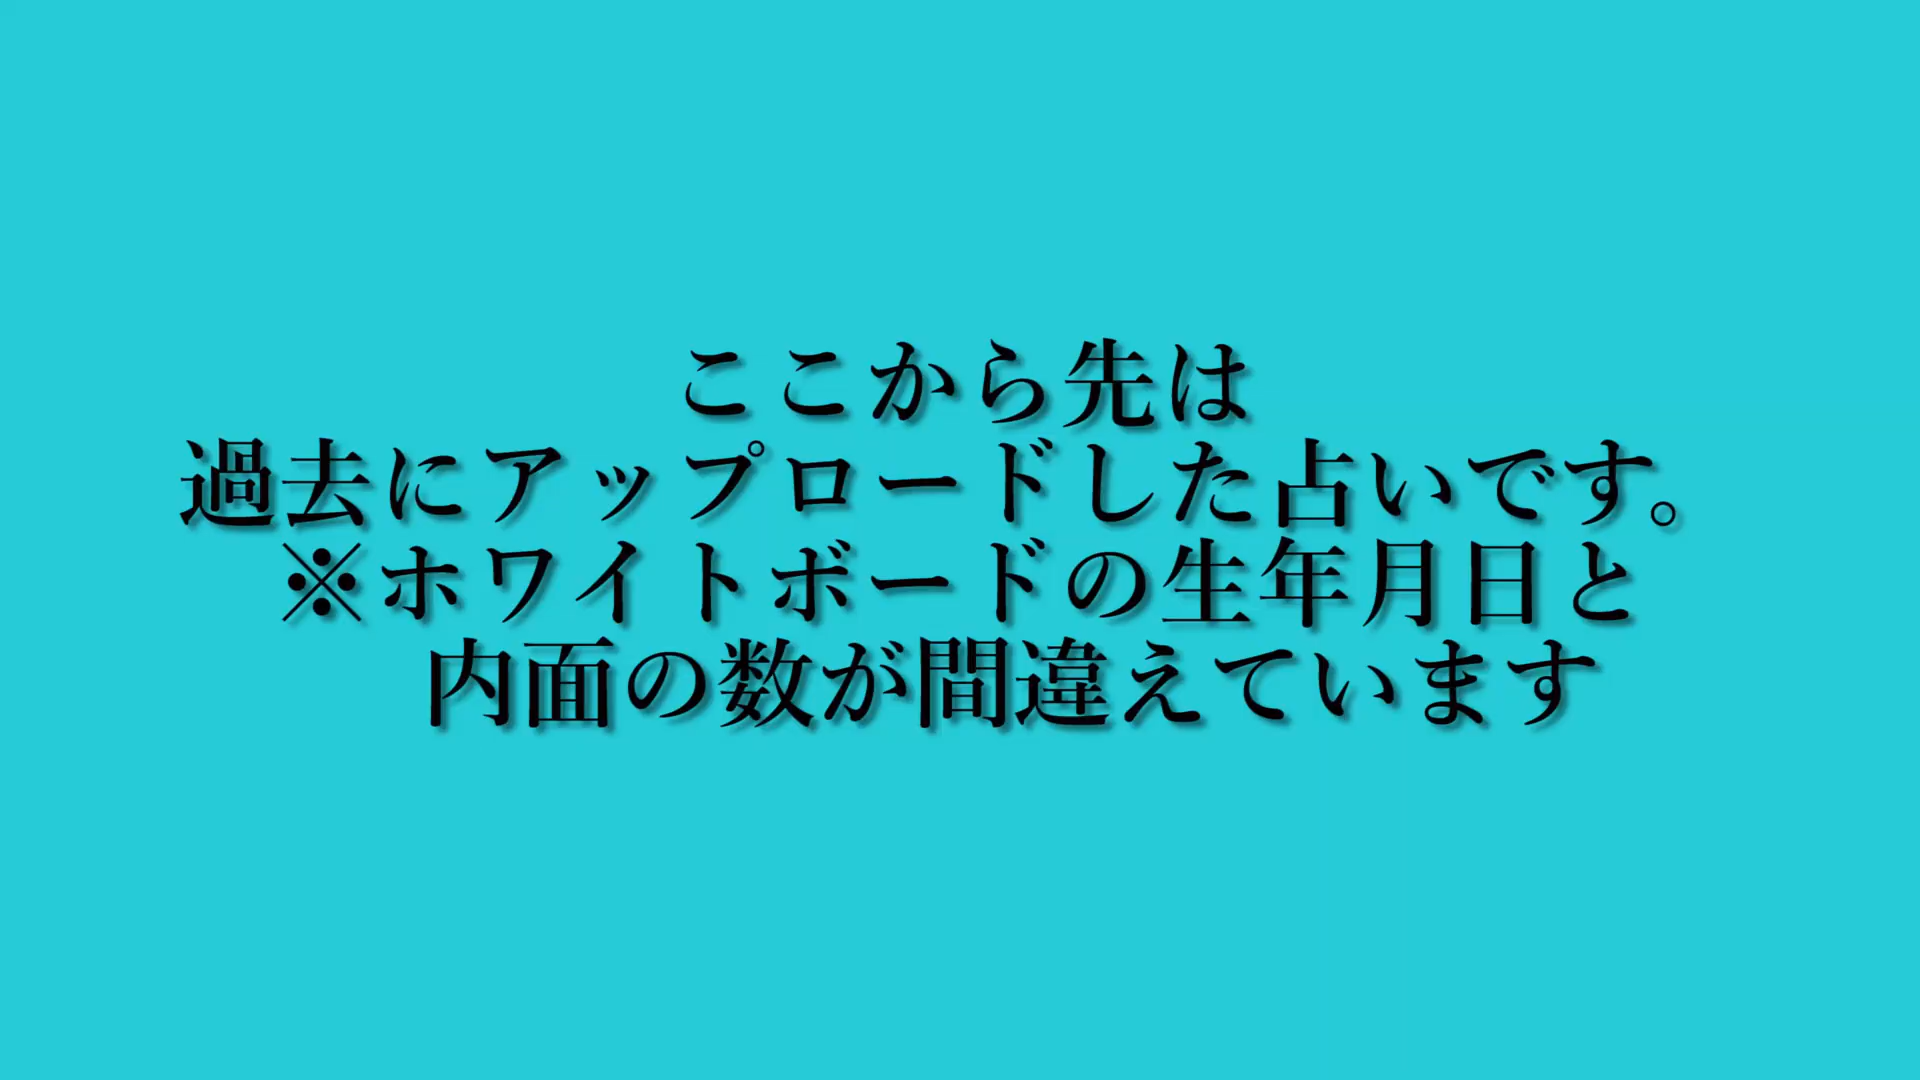 ここから先は
過去にアップロードした占いです。
※ホワイトボードの生年月日と
内面の数が間違えています